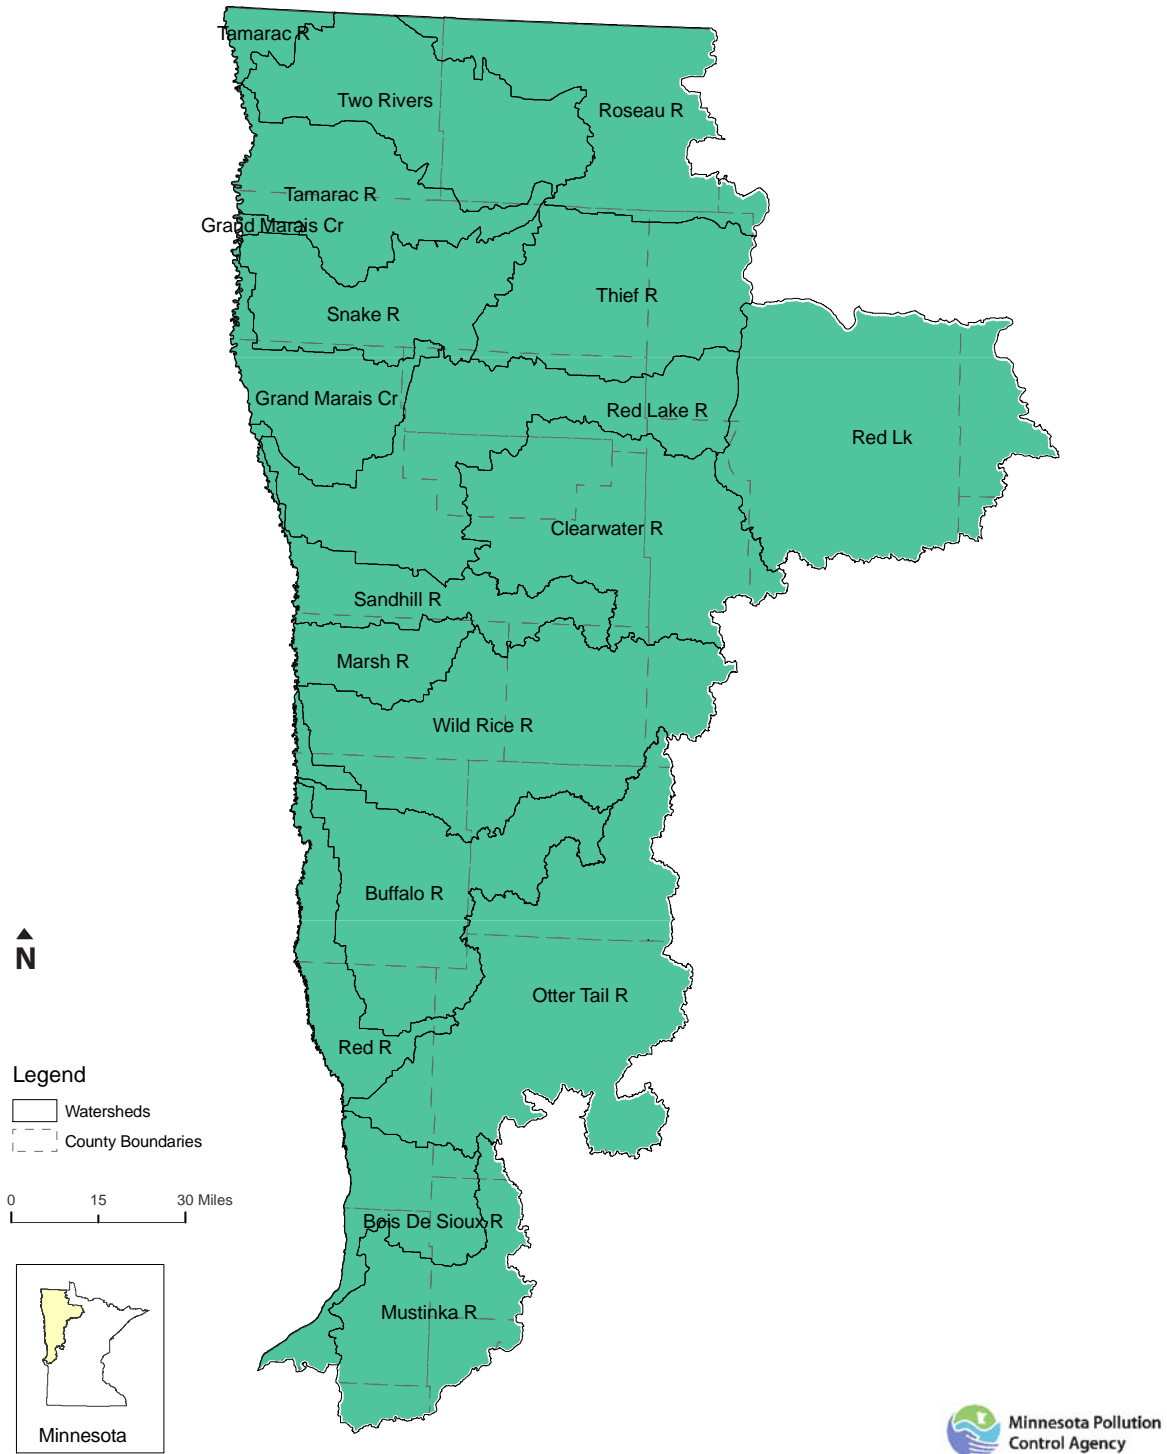 Tamarac R
Two Rivers
Roseau R
Tamarac R
Grand Marais Cr
Thief R
Snake R
Grand Marais Cr
Red Lake R
Red Lk
Clearwater R
Sandhill R
Marsh R
Wild Rice R
Buffalo R
N
Otter Tail R
Red R
Legend
Watersheds
County Boundaries
0 15 30 Miles
Bois De Sioux R
Mustinka R
Minnesota
Minnesota Pollution
Control Agency